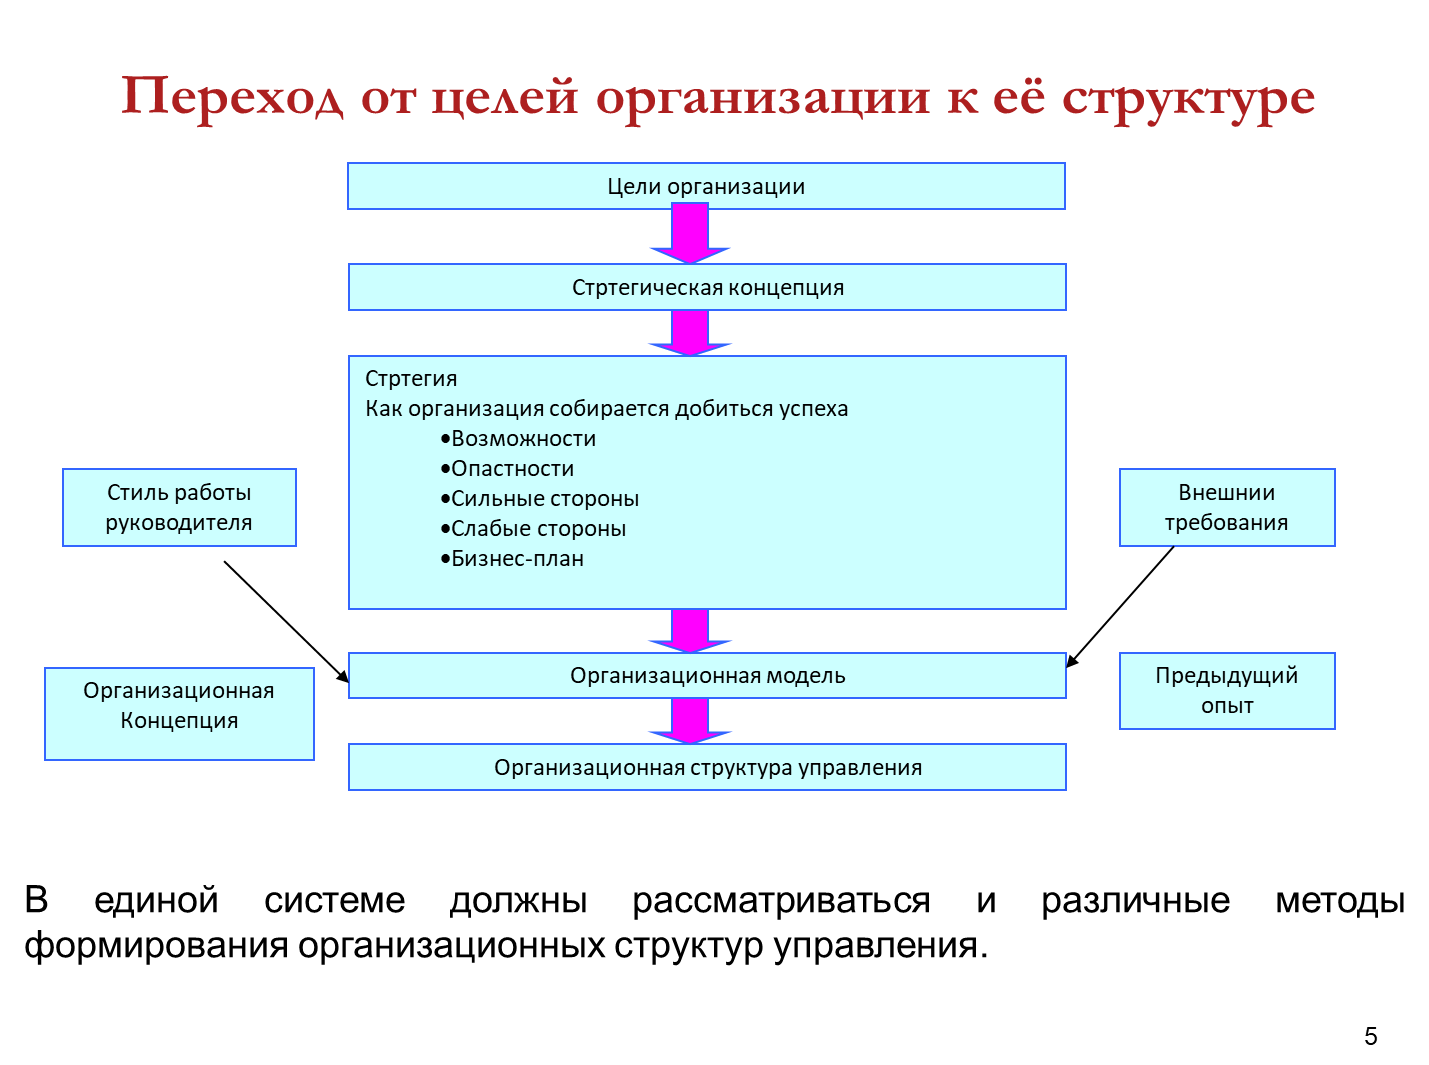 Переход от целей организации к её структуре
Цели организации
Стртегическая концепция
Стртегия
Как организация собирается добиться успеха
•Возможности
•Опастности
•Сильные стороны
•Слабые стороны
•Бизнес-план
Стиль работы
руководителя
Внешнии
требования
Организационная модель
Организационная
Концепция
Предыдущий
опыт
Организационная структура управления
В единой системе должны рассматриваться и различные методы
формирования организационных структур управления.
5